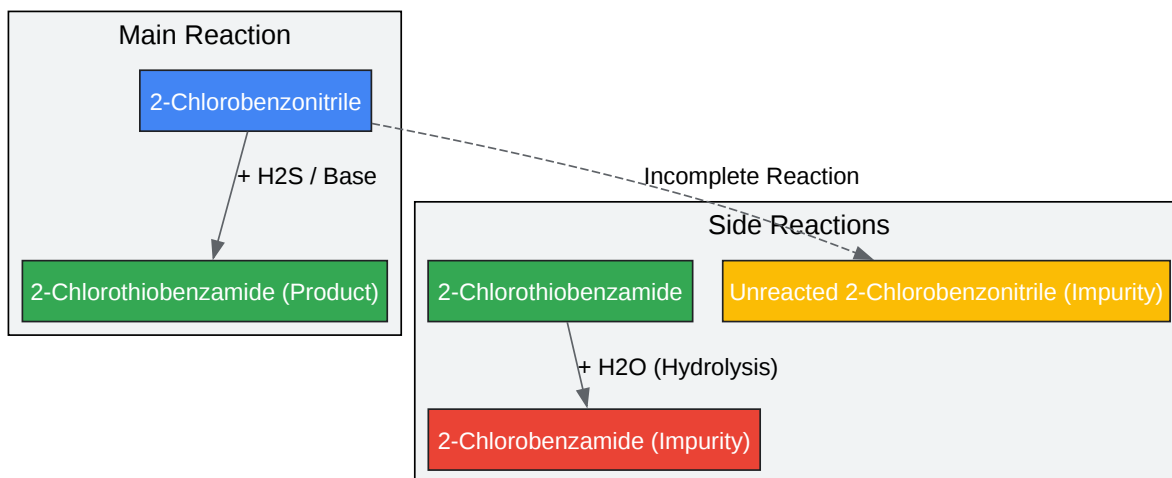 Main Reaction
2-Chlorobenzonitrile
+ H2S / Base
2-Chlorothiobenzamide (Product)
Incomplete Reaction
Side Reactions
2-Chlorothiobenzamide
Unreacted 2-Chlorobenzonitrile (Impurity)
+ H2O (Hydrolysis)
2-Chlorobenzamide (Impurity)